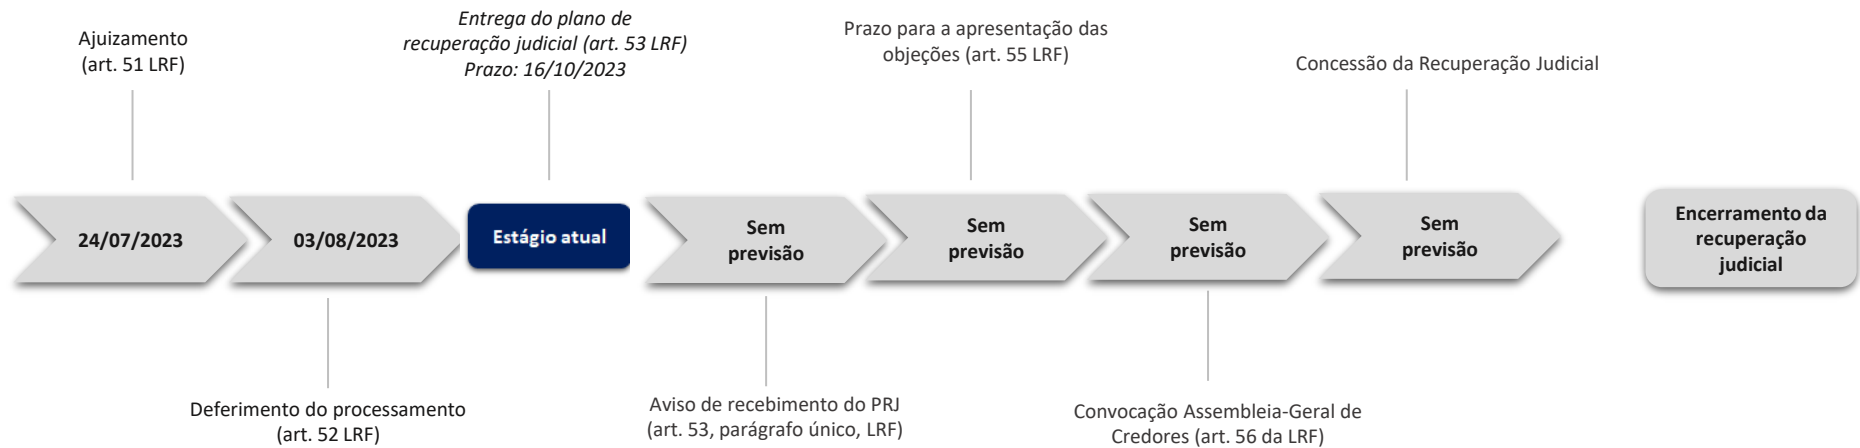 Ajuizamento
(art. 51 LRF)
Entrega do plano de
recuperação judicial (art. 53 LRF)
Prazo: 16/10/2023
Prazo para a apresentação das
objeções (art. 55 LRF)
Concessão da Recuperação Judicial
24/07/2023
03/08/2023
Estágio atual
Sem
previsão
Sem
previsão
Sem
previsão
Sem
previsão
Encerramento da
recuperação
judicial
Deferimento do processamento
(art. 52 LRF)
Aviso de recebimento do PRJ
(art. 53, parágrafo único, LRF)
Convocação Assembleia-Geral de
Credores (art. 56 da LRF)